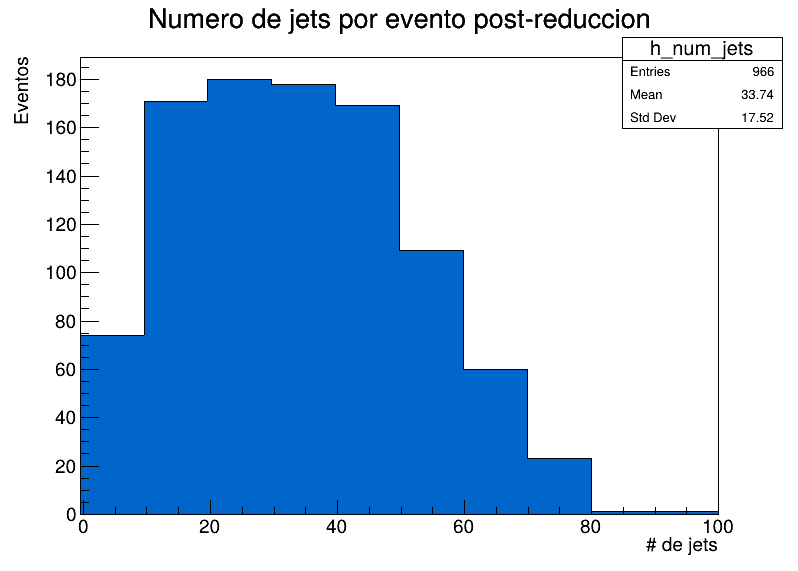 Numero de jets por evento post-reduccion
h_num_jets
Entries 966
Mean 33.74
Std Dev 17.52
Eventos
180
160
140
120
100
80
60
40
20
0
0 20 40 60 80 100
# de jets